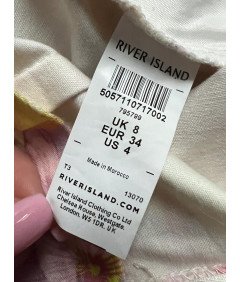 RIVER ISLAND
5057110717002
795799
UK 8
EUR 34
US 4
Made in Morocco
T3 13070
RIVERISLAND.COM
River Island Clothing Co Ltd
Chelsea House, Westgate,
London. W5 1DR. UK